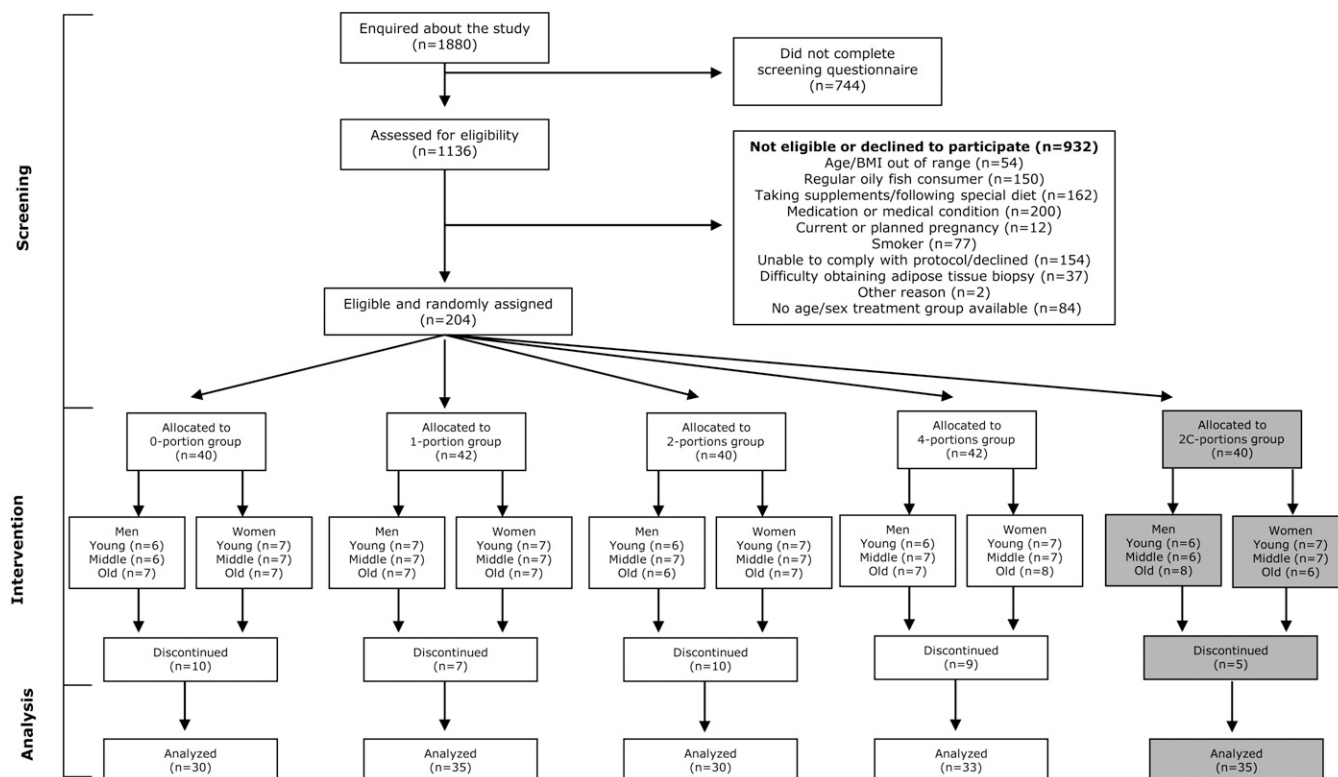 Screening
Enquired about the study
(n=1880)
Did not complete
screening questionnaire
(n=744)
Assessed for eligibility
(n=1136)
Not eligible or declined to participate (n=932)
Age/BMI out of range (n=54)
Regular oily fish consumer (n=150)
Taking supplements/following special diet (n=162)
Medication or medical condition (n=200)
Current or planned pregnancy (n=12)
Smoker (n=77)
Unable to comply with protocol/declined (n=154)
Difficulty obtaining adipose tissue biopsy (n=37)
Other reason (n=2)
No age/sex treatment group available (n=84)
Eligible and randomly assigned
(n=204)
Intervention
Allocated to
0-portion group
(n=40)
Allocated to
1-portion group
(n=42)
Allocated to
2-portions group
(n=40)
Allocated to
4-portions group
(n=42)
Allocated to
2C-portions group
(n=40)
Men
Young (n=6)
Middle (n=6)
Old (n=7)
Women
Young (n=7)
Middle (n=7)
Old (n=7)
Men
Young (n=7)
Middle (n=7)
Old (n=7)
Women
Young (n=7)
Middle (n=7)
Old (n=7)
Men
Young (n=6)
Middle (n=7)
Old (n=6)
Women
Young (n=7)
Middle (n=7)
Old (n=7)
Men
Young (n=6)
Middle (n=7)
Old (n=7)
Women
Young (n=7)
Middle (n=7)
Old (n=8)
Men
Young (n=6)
Middle (n=6)
Old (n=8)
Women
Young (n=7)
Middle (n=7)
Old (n=6)
Discontinued
(n=10)
Discontinued
(n=7)
Discontinued
(n=10)
Discontinued
(n=9)
Discontinued
(n=5)
Analysis
Analyzed
(n=30)
Analyzed
(n=35)
Analyzed
(n=30)
Analyzed
(n=33)
Analyzed
(n=35)